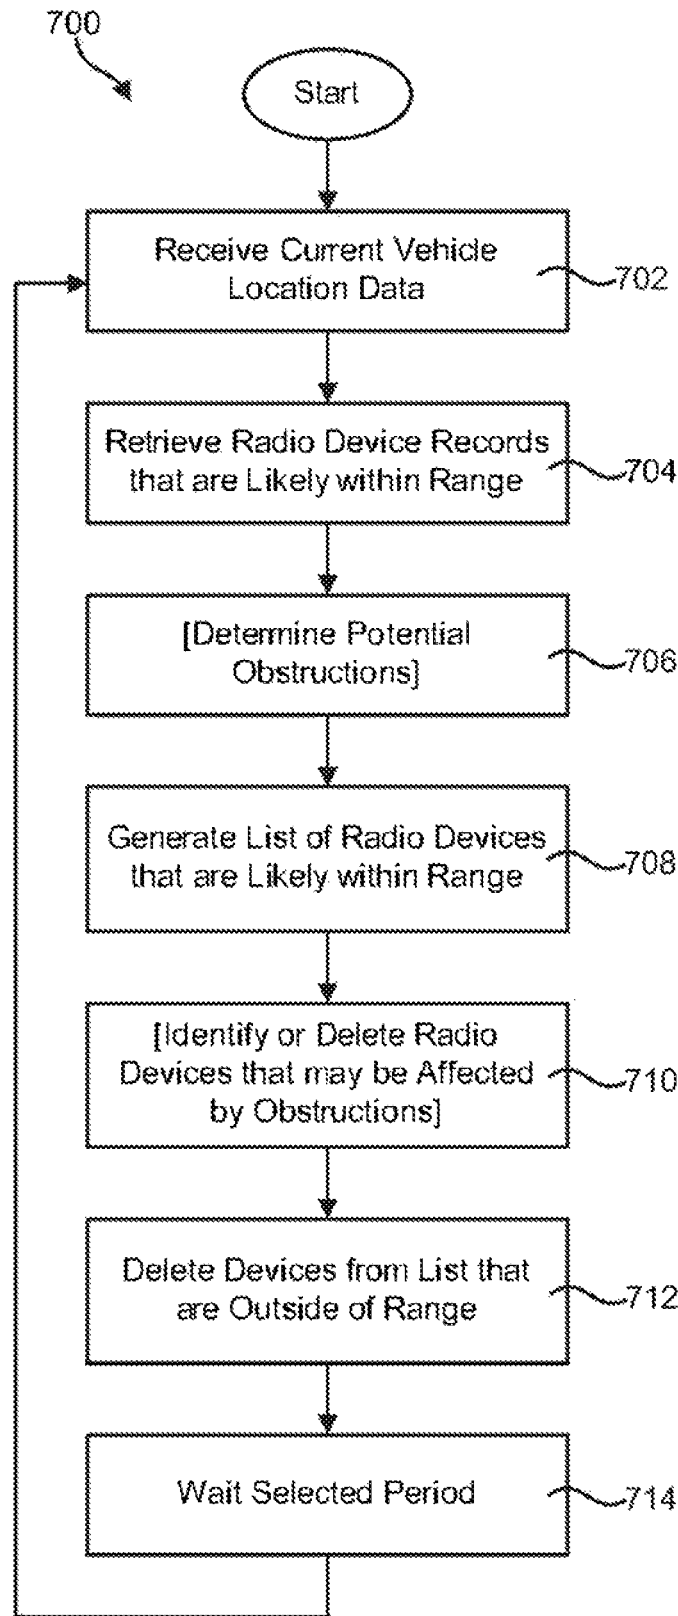 700
Start
Receive Current Vehicle
Location Data
702
Retrieve Radio Device Records
that are Likely within Range
704
[Determine Potential
Obstructions]
706
Generate List of Radio Devices
that are Likely within Range
708
[Identify or Delete Radio
Devices that may be Affected
by Obstructions]
710
Delete Devices from List that
are Outside of Range
712
Wait Selected Period
714